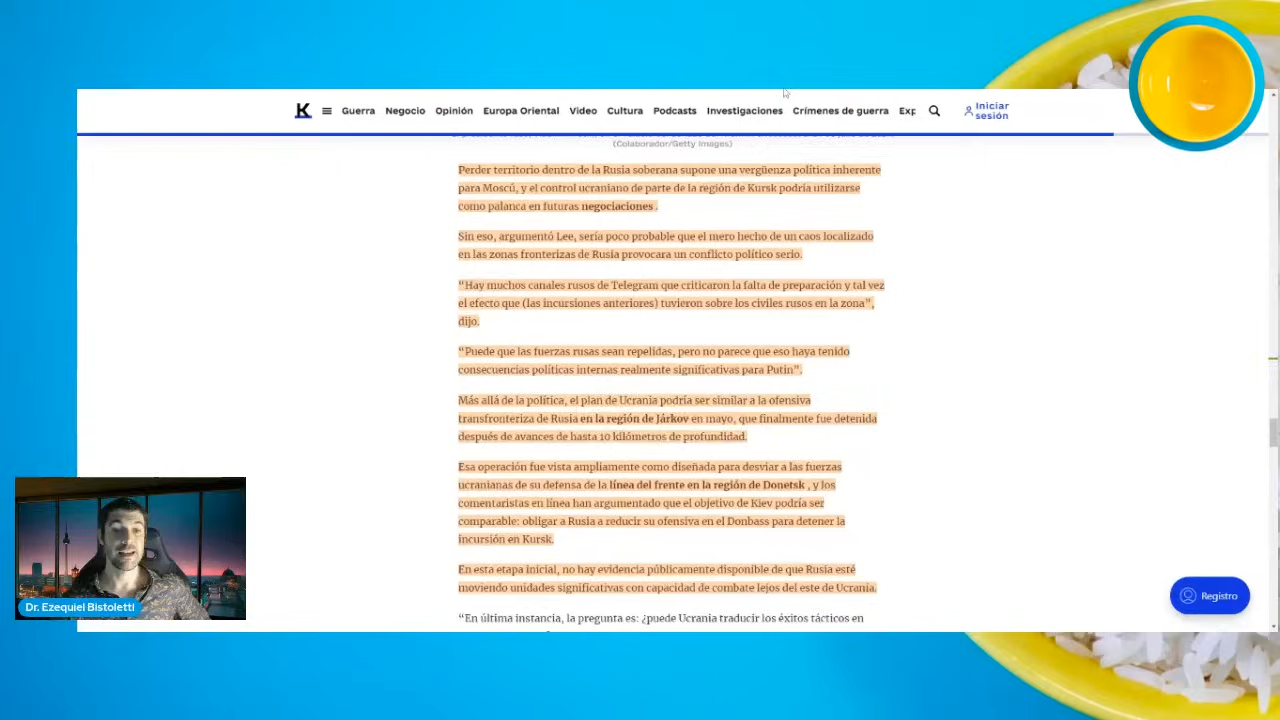 K
Guerra Negocio Opinión Europa Oriental Video Cultura Podcasts Investigaciones Crímenes de guerra Exp
Iniciar
sesión
(Colaborador/Getty Images)
Perder territorio dentro de la Rusia soberana supone una vergüenza política inherente
para Moscú, y el control ucraniano de parte de la región de Kursk podría utilizarse
como palanca en futuras negociaciones .
Sin eso, argumentó Lee, sería poco probable que el mero hecho de un caos localizado
en las zonas fronterizas de Rusia provocara un conflicto político serio.
“Hay muchos canales rusos de Telegram que criticaron la falta de preparación y tal vez
el efecto que (las incursiones anteriores) tuvieron sobre los civiles rusos en la zona”,
dijo.
“Puede que las fuerzas rusas sean repelidas, pero no parece que eso haya tenido
consecuencias políticas internas realmente significativas para Putin”.
Más allá de la política, el plan de Ucrania podría ser similar a la ofensiva
transfronteriza de Rusia en la región de Járkov en mayo, que finalmente fue detenida
después de avances de hasta 10 kilómetros de profundidad.
Esa operación fue vista ampliamente como diseñada para desviar a las fuerzas
ucranianas de su defensa de la línea del frente en la región de Donetsk , y los
comentaristas en línea han argumentado que el objetivo de Kiev podría ser
comparable: obligar a Rusia a reducir su ofensiva en el Donbass para detener la
incursión en Kursk.
En esta etapa inicial, no hay evidencia públicamente disponible de que Rusia esté
moviendo unidades significativas con capacidad de combate lejos del este de Ucrania.
“En última instancia, la pregunta es: ¿puede Ucrania traducir los éxitos tácticos en
Registro
Dr. Ezequiel Bistoletti